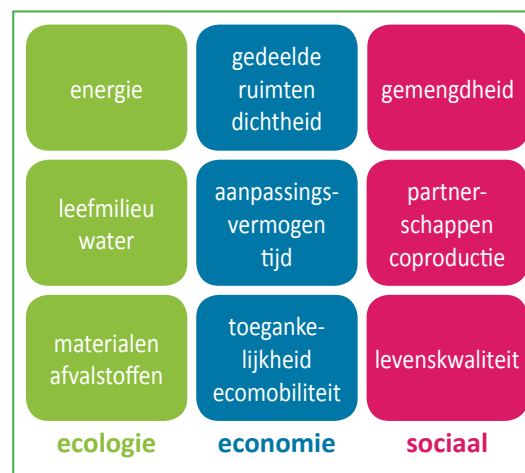 energie
gedeelde
ruimten
dichtheid
gemengdheid
leefmilieu
water
aanpassings-
vermogen
tijd
partner-
schappen
coproductie
materialen
afvalstoffen
toeganke-
lijkheid
ecomobiliteit
levenskwaliteit
ecologie
economie
sociaal